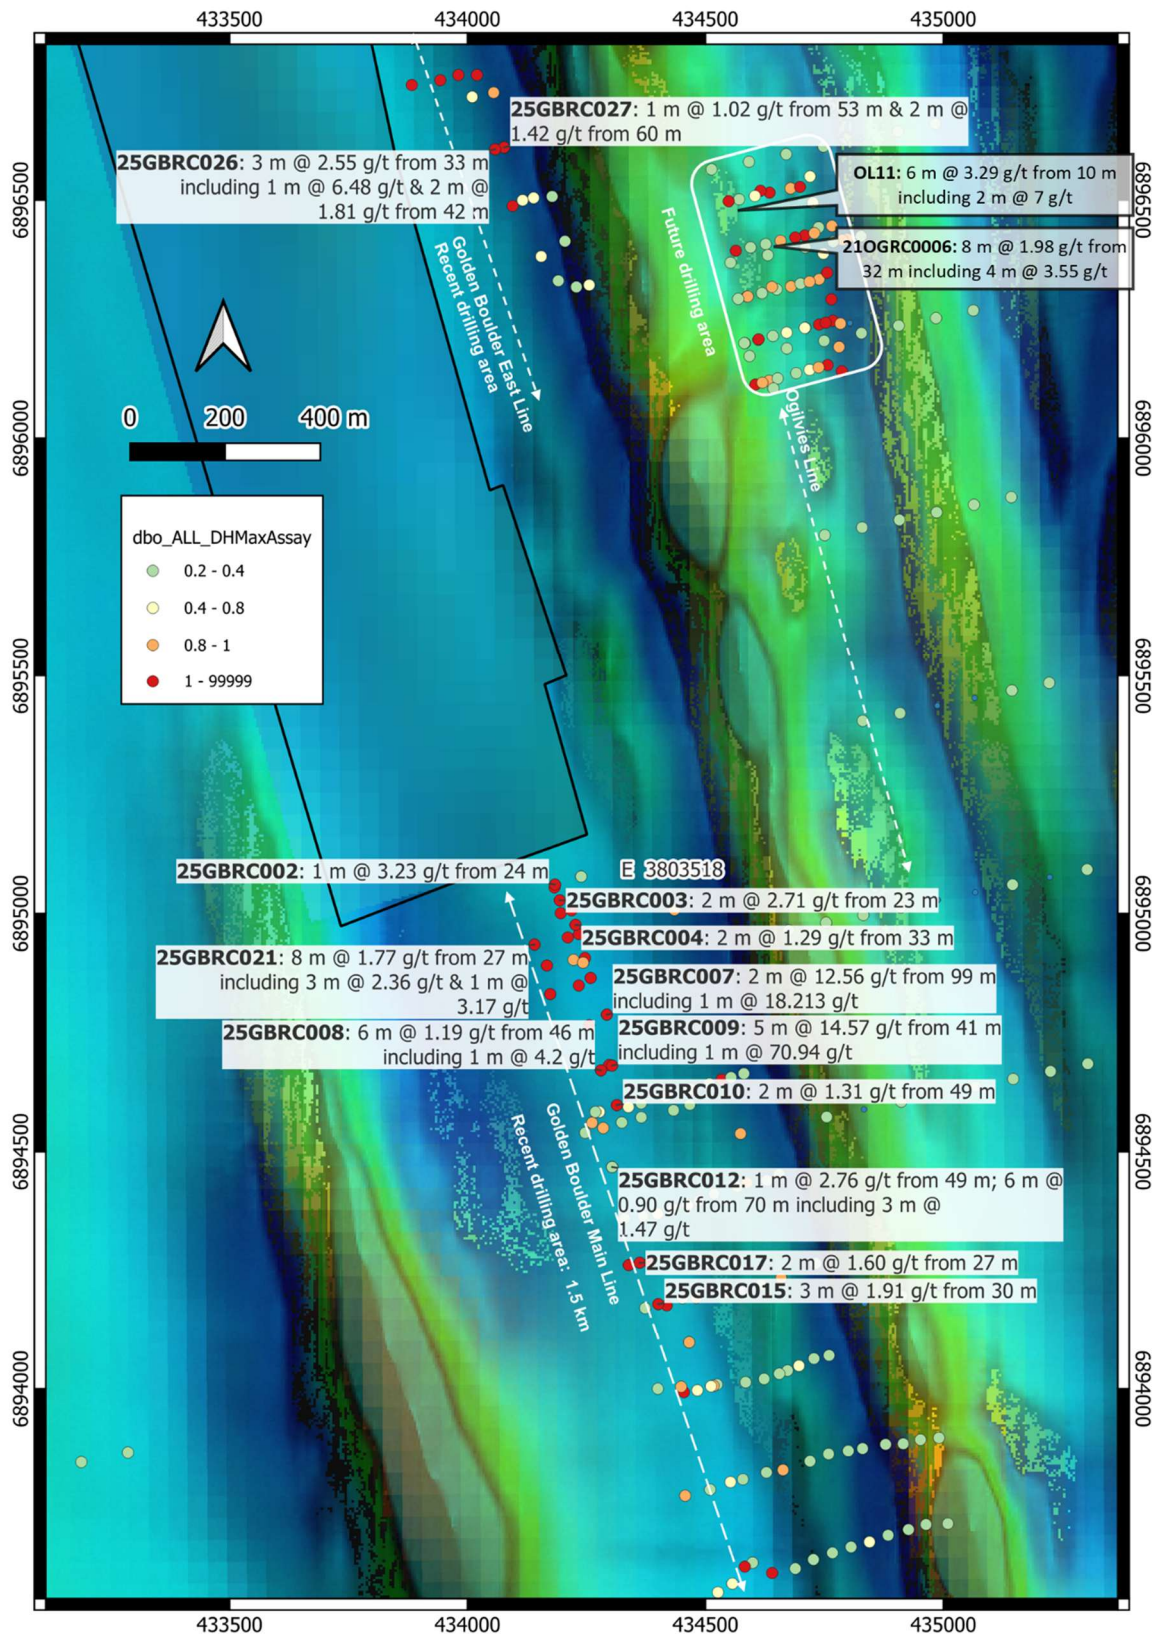 433500
434000
434500
435000
25GBRC027: 1 m @ 1.02 g/t from 53 m & 2 m @
1.42 g/t from 60 m
25GBRC026: 3 m @ 2.55 g/t from 33 m
including 1 m @ 6.48 g/t & 2 m @
1.81 g/t from 42 m
OL11: 6 m @ 3.29 g/t from 10 m
including 2 m @ 7 g/t
21OGRC0006: 8 m @ 1.98 g/t from
32 m including 4 m @ 3.55 g/t
6896500
6896500
Future drilling area
Golden Boulder East Line
Recent drilling area
Ogilvies Line
0 200 400 m
6896000
6896000
dbo_ALL_DHMaxAssay
0.2 - 0.4
0.4 - 0.8
0.8 - 1
1 - 99999
6895500
6895500
25GBRC002: 1 m @ 3.23 g/t from 24 m
E 3803518
25GBRC003: 2 m @ 2.71 g/t from 23 m
6895000
6895000
25GBRC004: 2 m @ 1.29 g/t from 33 m
25GBRC021: 8 m @ 1.77 g/t from 27 m
including 3 m @ 2.36 g/t & 1 m @
3.17 g/t
25GBRC007: 2 m @ 12.56 g/t from 99 m
including 1 m @ 18.213 g/t
25GBRC008: 6 m @ 1.19 g/t from 46 m
including 1 m @ 4.2 g/t
25GBRC009: 5 m @ 14.57 g/t from 41 m
including 1 m @ 70.94 g/t
25GBRC010: 2 m @ 1.31 g/t from 49 m
6894500
6894500
Golden Boulder Main Line
Recent drilling area: 1.5 km
25GBRC012: 1 m @ 2.76 g/t from 49 m; 6 m @
0.90 g/t from 70 m including 3 m @
1.47 g/t
25GBRC017: 2 m @ 1.60 g/t from 27 m
25GBRC015: 3 m @ 1.91 g/t from 30 m
6894000
6894000
433500
434000
434500
435000